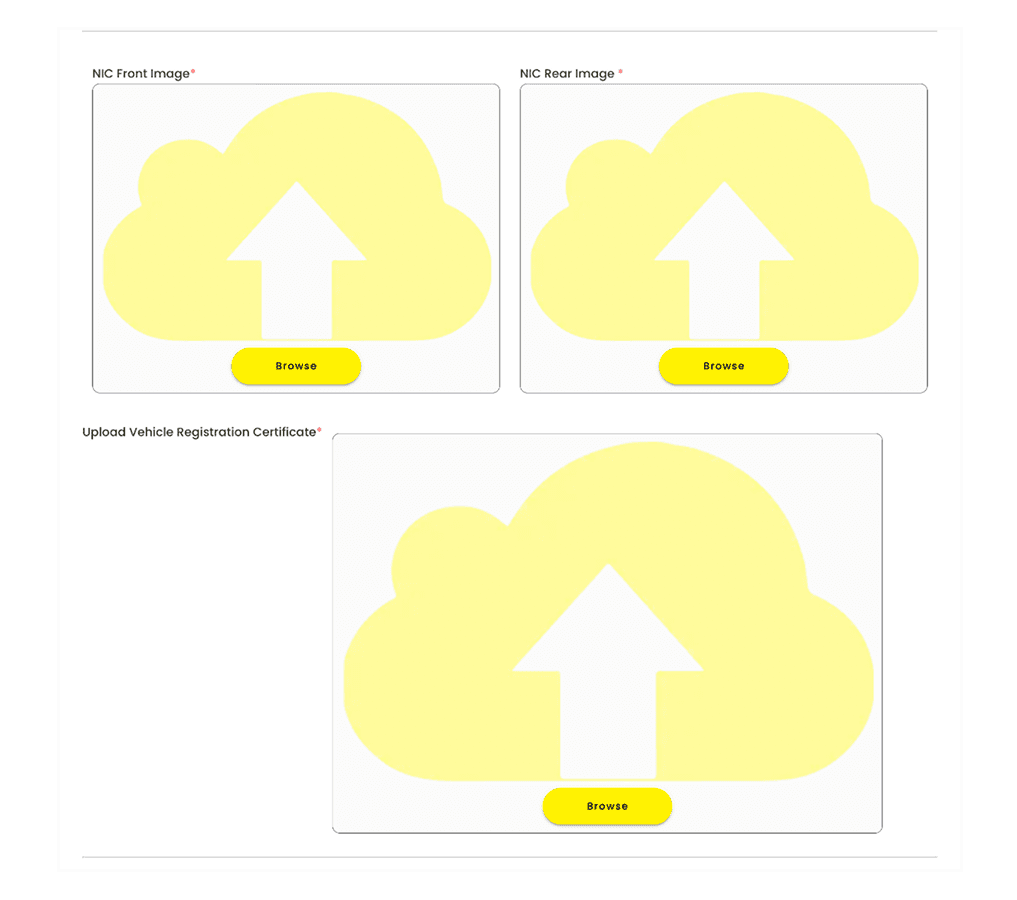 NIC Front Image*
NIC Rear Image *
Browse
Browse
Upload Vehicle Registration Certificate*
Browse